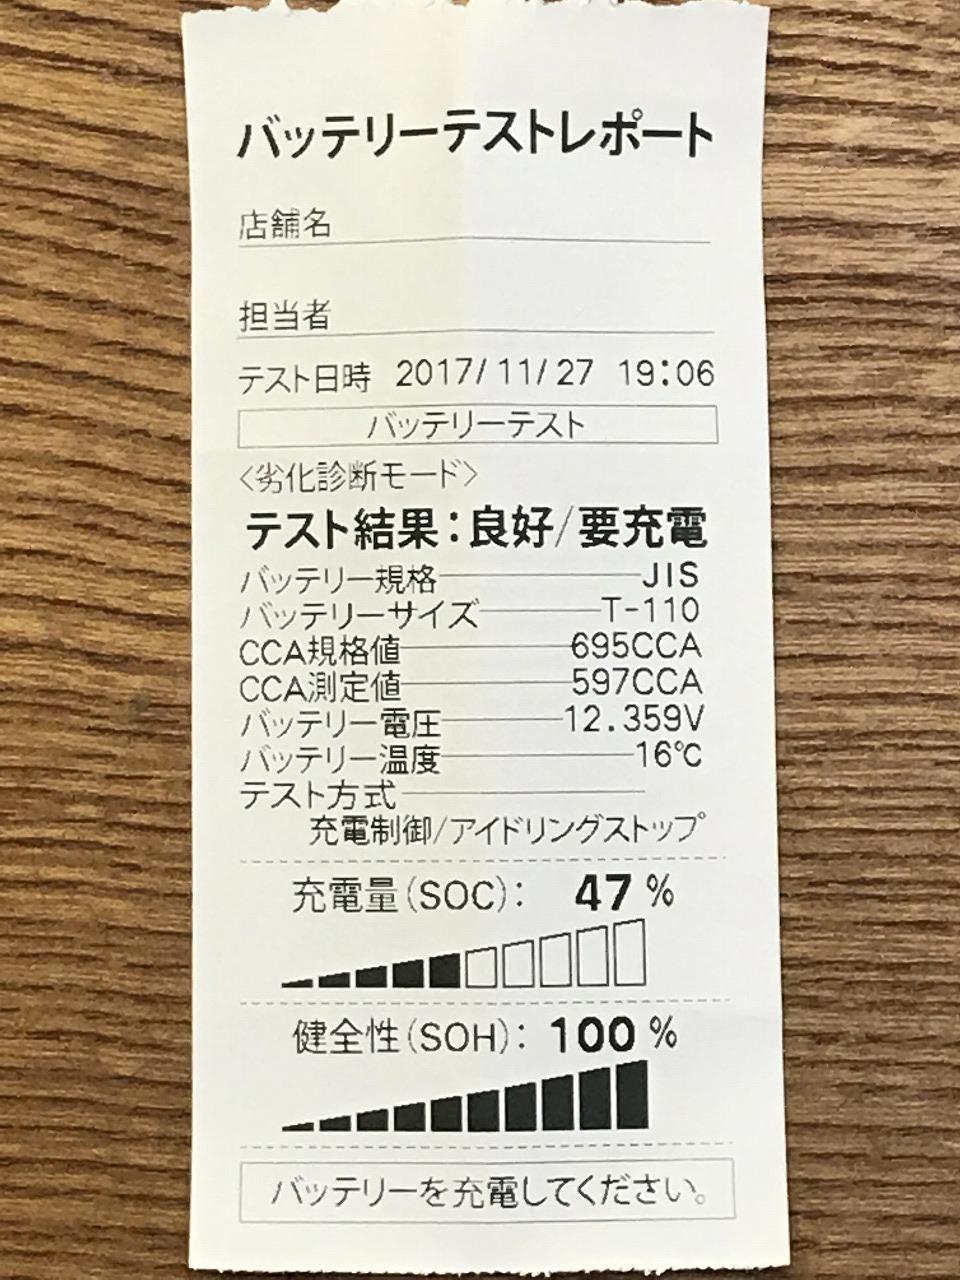 バッテリーテストレポート
店舗名
担当者
テスト日時 2017/11/27 19:06
バッテリーテスト
〈劣化診断モード〉
テスト結果：良好/要充電
バッテリー規格 JIS
バッテリーサイズ T-110
CCA規格値 695CCA
CCA測定値 597CCA
バッテリー電圧 12.359V
バッテリー温度 16℃
テスト方式
充電制御/アイドリングストップ
充電量(SOC): 47 %
健全性(SOH): 100 %
バッテリーを充電してください。